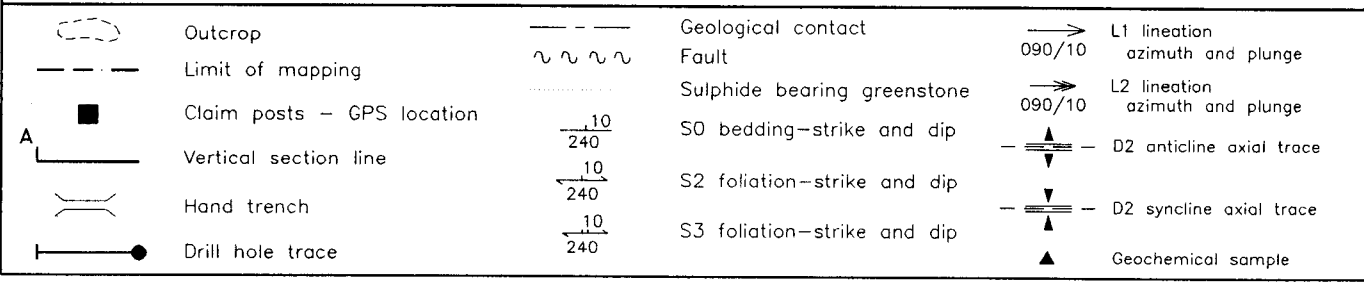 Outcrop
Limit of mapping
Claim posts – GPS location
A
Vertical section line
Hand trench
Drill hole trace
Geological contact
Fault
Sulphide bearing greenstone
10
240
S0 bedding–strike and dip
10
240
S2 foliation–strike and dip
10
240
S3 foliation–strike and dip
L1 lineation
090/10
azimuth and plunge
L2 lineation
090/10
azimuth and plunge
D2 anticline axial trace
D2 syncline axial trace
Geochemical sample